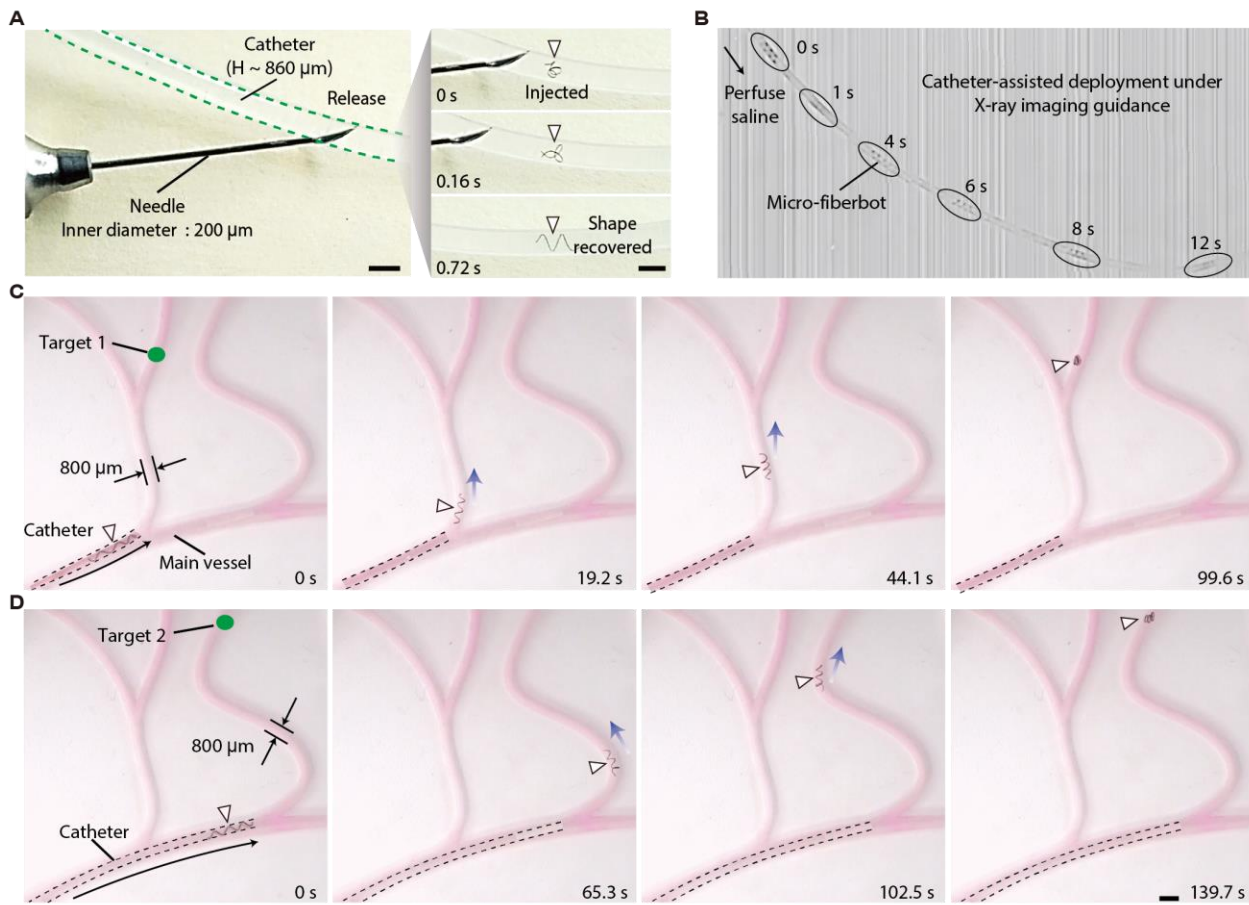 A
Catheter
(H ~ 860 μm)
Release
Needle
Inner diameter : 200 μm
0 s
Injected
0.16 s
Shape
recovered
0.72 s
B
0 s
Perfuse
saline
1 s
Catheter-assisted deployment under
X-ray imaging guidance
4 s
Micro-fiberbot
6 s
8 s
12 s
C
Target 1
800 μm
Catheter
Main vessel
0 s
19.2 s
44.1 s
99.6 s
D
Target 2
800 μm
Catheter
0 s
65.3 s
102.5 s
139.7 s